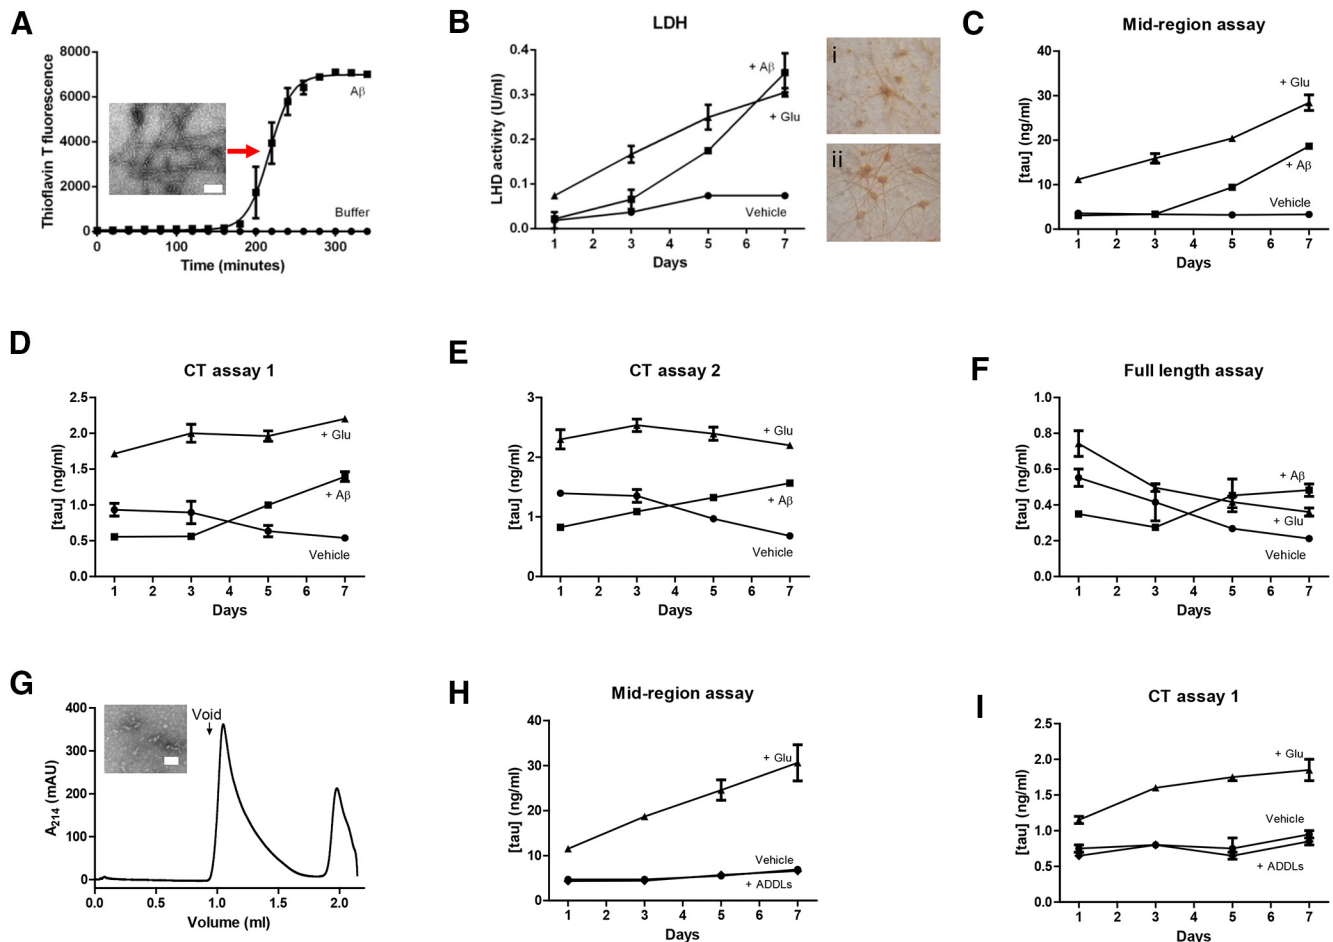 A
Thioflavin T fluorescence
8000
6000
4000
2000
0
Aβ
Buffer
0 100 200 300
Time (minutes)
B
LDH
LHD activity (U/ml)
0.4
0.3
0.2
0.1
0.0
+ Aβ
+ Glu
Vehicle
1 2 3 4 5 6 7
Days
i
ii
C
Mid-region assay
[tau] (ng/ml)
40
30
20
10
0
+ Glu
+ Aβ
Vehicle
1 2 3 4 5 6 7
Days
D
CT assay 1
[tau] (ng/ml)
2.5
2.0
1.5
1.0
0.5
0.0
+ Glu
+ Aβ
Vehicle
1 2 3 4 5 6 7
Days
E
CT assay 2
[tau] (ng/ml)
3
2
1
0
+ Glu
+ Aβ
Vehicle
1 2 3 4 5 6 7
Days
F
Full length assay
[tau] (ng/ml)
1.0
0.8
0.6
0.4
0.2
0.0
+ Aβ
+ Glu
Vehicle
1 2 3 4 5 6 7
Days
G
A214 (mAU)
400
300
200
100
0
Void
0.0 0.5 1.0 1.5 2.0
Volume (ml)
H
Mid-region assay
[tau] (ng/ml)
40
30
20
10
0
+ Glu
Vehicle
+ ADDLs
1 2 3 4 5 6 7
Days
I
CT assay 1
[tau] (ng/ml)
2.5
2.0
1.5
1.0
0.5
0.0
+ Glu
Vehicle
+ ADDLs
1 2 3 4 5 6 7
Days